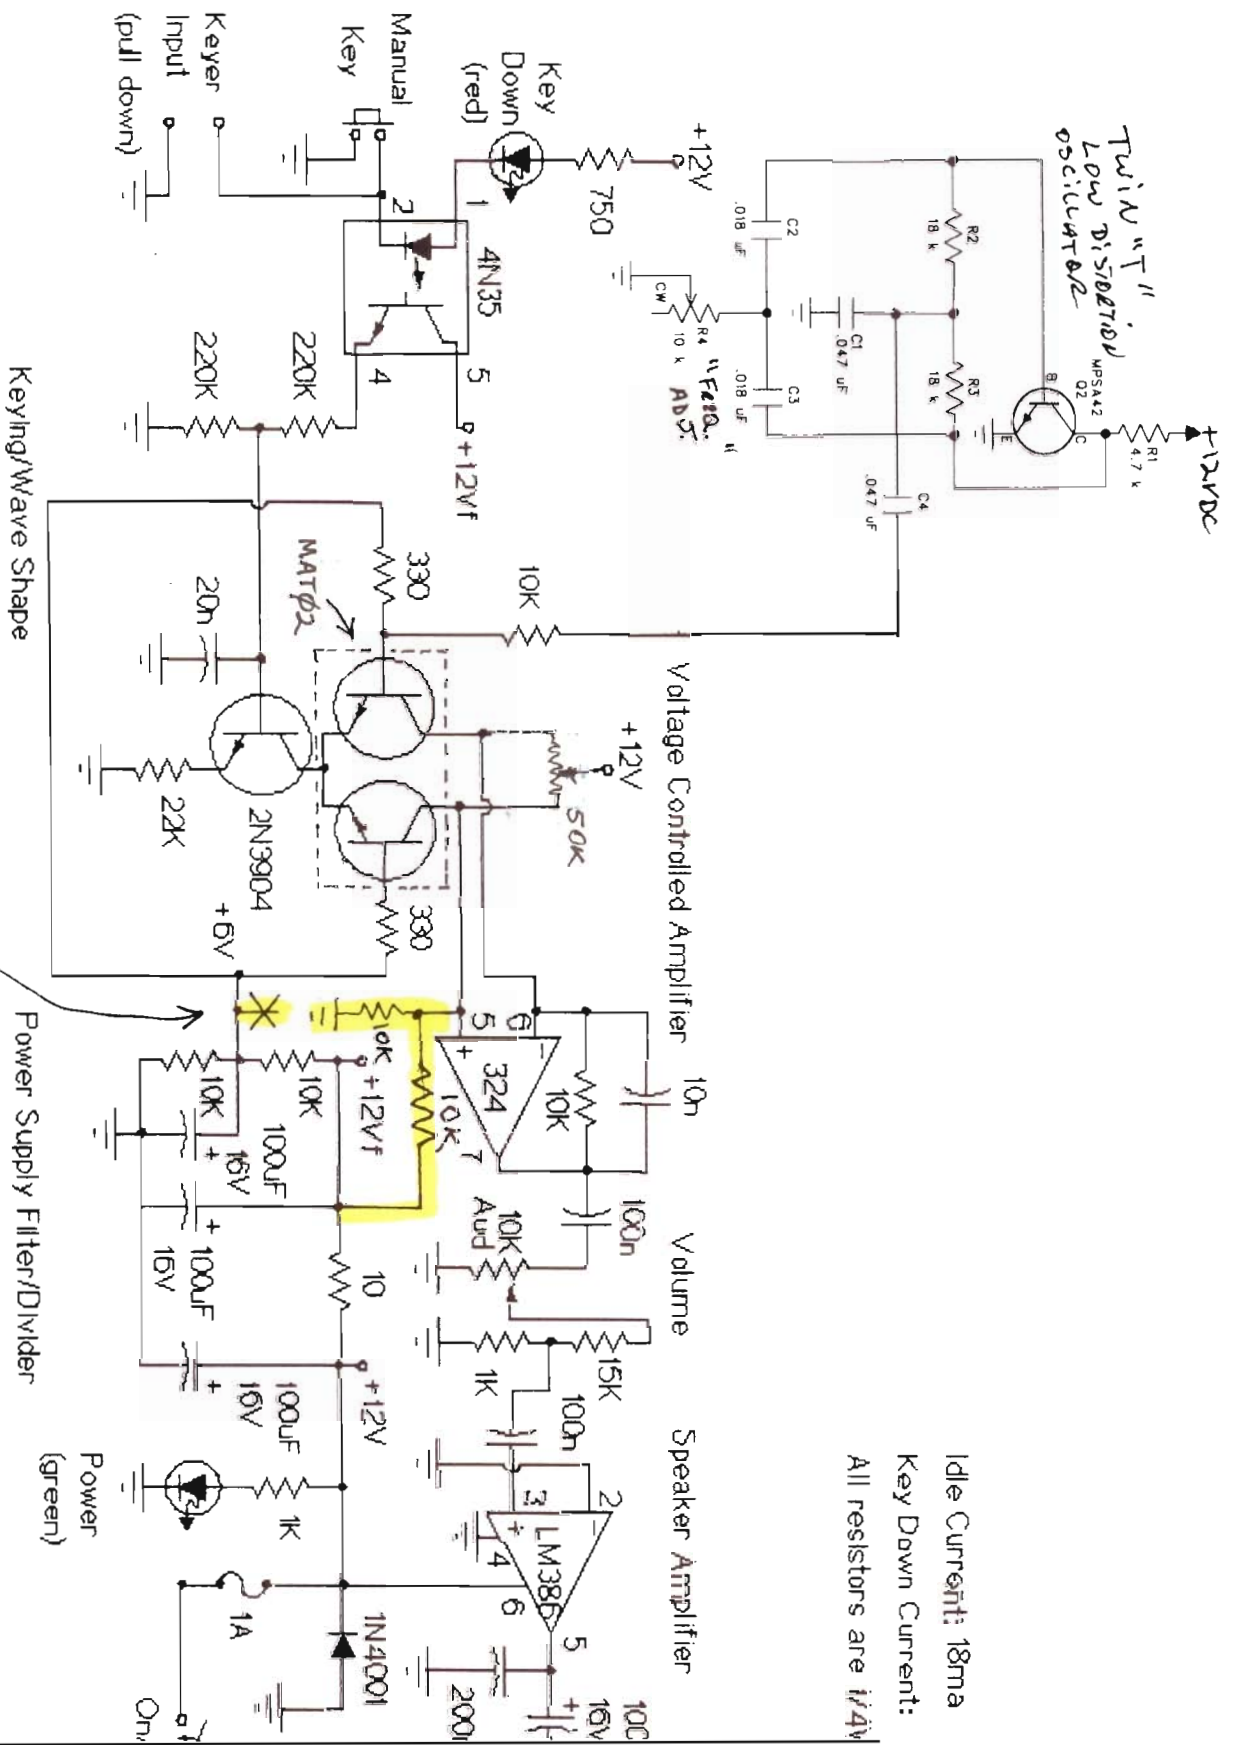 TWIN "T"
LOW DISTORTION
OSCILLATOR
+12VDC
R1
4.7 k
MPSA42
Q2
B
C
E
R2
18 k
R3
18 k
C1
.047 uF
C2
.018 uF
C3
.018 uF
C4
.047 uF
R4
10 k
CW
"FREQ."
ADJ.
+12V
750
Key
Down
(red)
Manual
Key
Keyer
Input
(pull down)
1
2
4N35
5
4
+12Vf
220K
220K
Keying/Wave Shape
330
MATØ2
10K
20n
2N3904
22K
Voltage Controlled Amplifier
+12V
50K
330
+6V
6
5
-
+
324
7
10K
10n
10K
10K
+12Vf
10K
10K
100uF
16V
+
100uF
16V
+
10
+12V
100uF
16V
+
Power Supply Filter/Divider
100n
Volume
10K
Aud
15K
1K
100n
Speaker Amplifier
2
3
-
+
LM386
4
6
5
1K
Power
(green)
1A
1N4001
On
+
16V
Idle Current: 18ma
Key Down Current:
All resistors are 1/4W